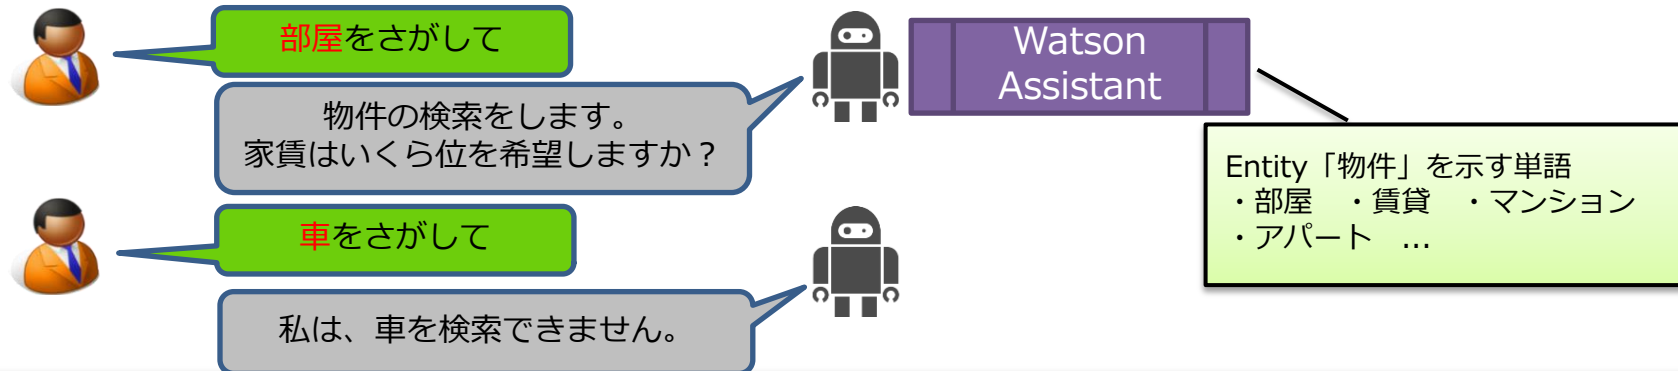 部屋をさがして
Watson
Assistant
物件の検索をします。
家賃はいくら位を希望しますか？
Entity「物件」を示す単語
・部屋　・賃貸　・マンション
・アパート　...
車をさがして
私は、車を検索できません。